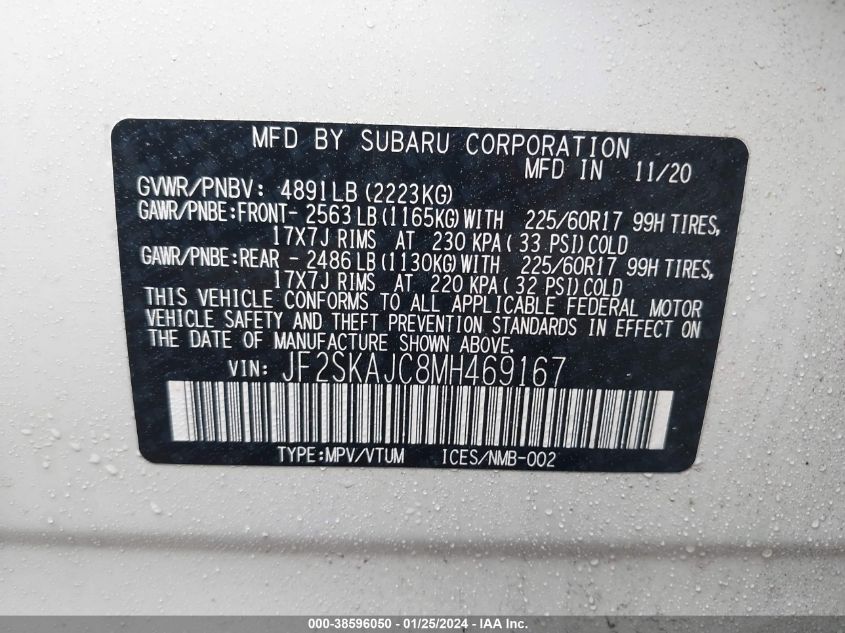 MFD BY SUBARU CORPORATION
MFD IN 11/20
GVWR/PNBV: 4891LB (2223KG)
GAWR/PNBE:FRONT- 2563 LB(1165KG)WITH 225/60R17 99H TIRES,
17X7J RIMS AT 230 KPA( 33 PSI)COLD
GAWR/PNBE:REAR - 2486 LB(1130KG)WITH 225/60R17 99H TIRES,
17X7J RIMS AT 220 KPA( 32 PSI)COLD
THIS VEHICLE CONFORMS TO ALL APPLICABLE FEDERAL MOTOR
VEHICLE SAFETY AND THEFT PREVENTION STANDARDS IN EFFECT ON
THE DATE OF MANUFACTURE SHOWN ABOVE.
VIN: JF2SKAJC8MH469167
TYPE:MPV/VTUM ICES/NMB-002
000-38596050 - 01/25/2024 - IAA Holdings, LLC.